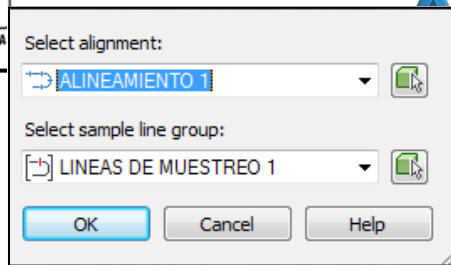 Select alignment:
ALINEAMIENTO 1
Select sample line group:
LINEAS DE MUESTREO 1
OK Cancel Help